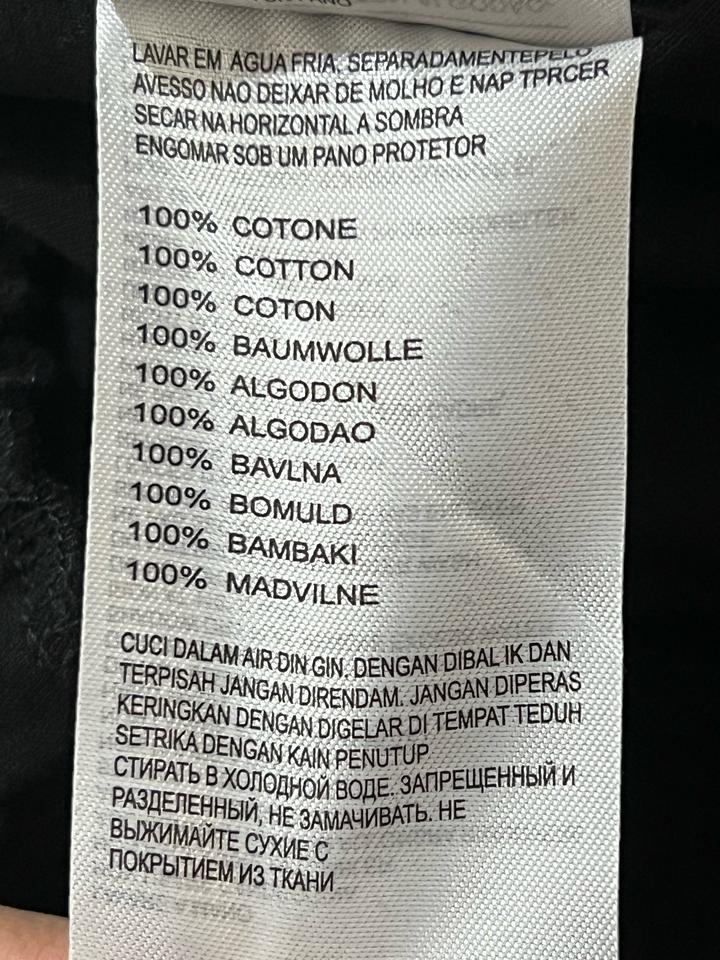 LAVAR EM AGUA FRIA, SEPARADAMENTEPELO
AVESSO NAO DEIXAR DE MOLHO E NAP TPRCER
SECAR NA HORIZONTAL A SOMBRA
ENGOMAR SOB UM PANO PROTETOR
100% COTONE
100% COTTON
100% COTON
100% BAUMWOLLE
100% ALGODON
100% ALGODAO
100% BAVLNA
100% BOMULD
100% BAMBAKI
100% MADVILNE
CUCI DALAM AIR DIN GIN. DENGAN DIBAL IK DAN
TERPISAH JANGAN DIRENDAM. JANGAN DIPERAS
KERINGKAN DENGAN DIGELAR DI TEMPAT TEDUH
SETRIKA DENGAN KAIN PENUTUP
СТИРАТЬ В ХОЛОДНОЙ ВОДЕ. ЗАПРЕЩЕННЫЙ И
РАЗДЕЛЕННЫЙ, НЕ ЗАМАЧИВАТЬ. НЕ
ВЫЖИМАЙТЕ СУХИЕ С
ПОКРЫТИЕМ ИЗ ТКАНИ